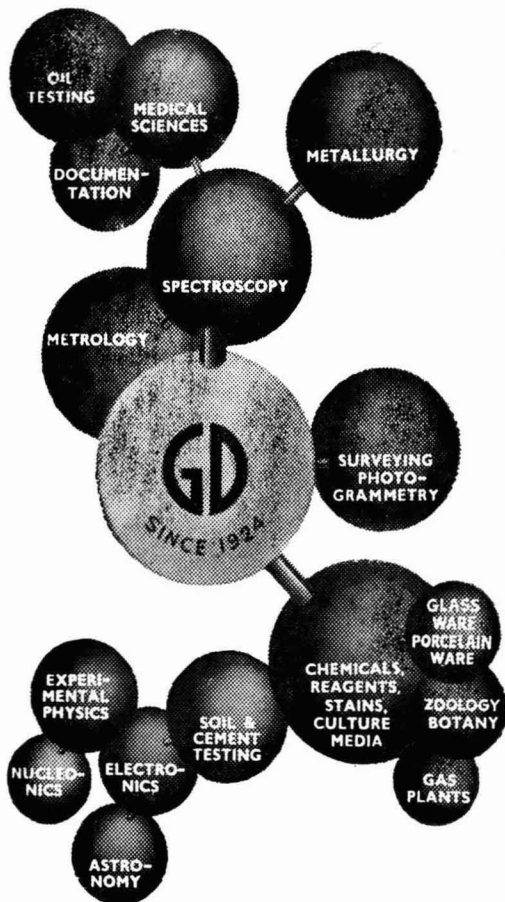 OIL
TESTING
MEDICAL
SCIENCES
DOCUMEN-
TATION
METALLURGY
SPECTROSCOPY
METROLOGY
GD
SINCE 1924
SURVEYING
PHOTO-
GRAMMETRY
GLASS
WARE
PORCELAIN
WARE
CHEMICALS,
REAGENTS,
STAINS,
CULTURE
MEDIA
ZOOLOGY
BOTANY
GAS
PLANTS
SOIL &
CEMENT
TESTING
EXPERI-
MENTAL
PHYSICS
NUCLEO-
NICS
ELECTRO-
NICS
ASTRO-
NOMY